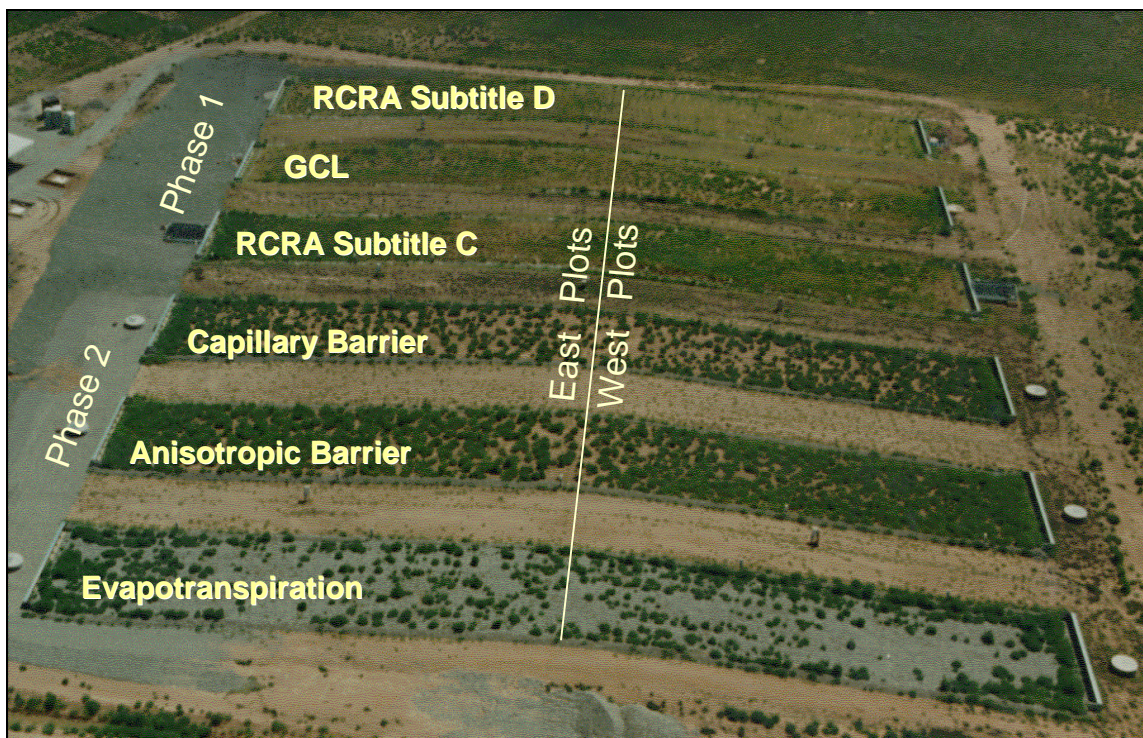 RCRA Subtitle D
Phase 1
GCL
RCRA Subtitle C
East Plots
West Plots
Capillary Barrier
Phase 2
Anisotropic Barrier
Evapotranspiration